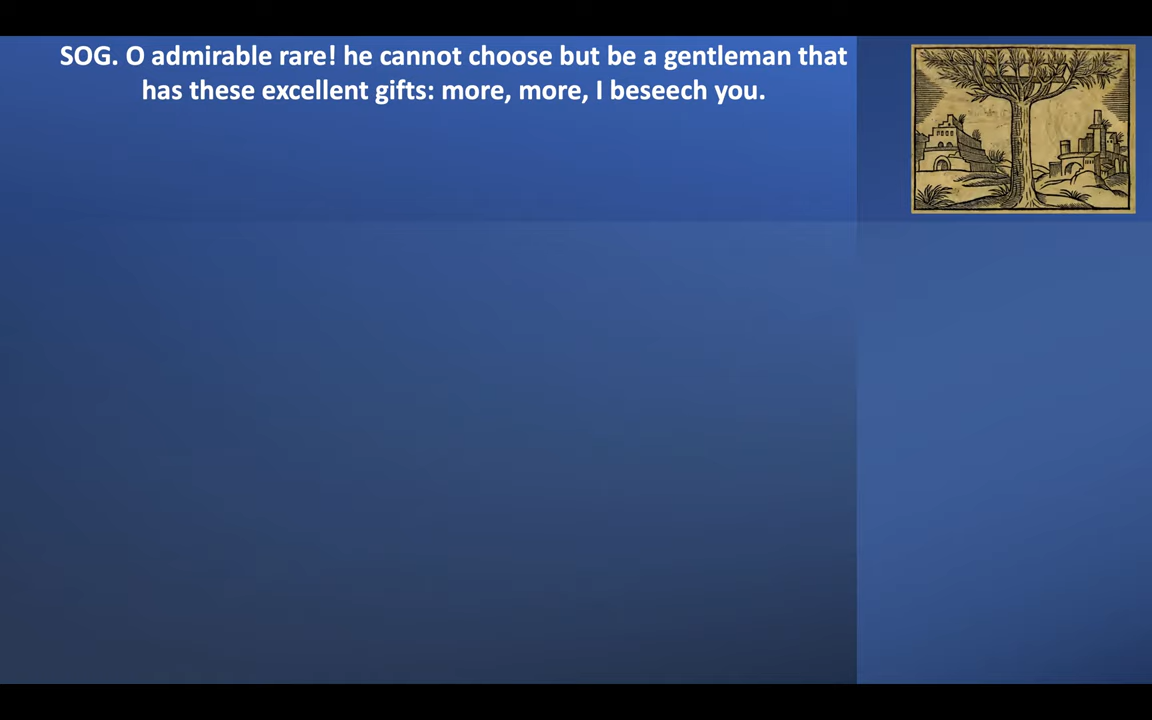 SOG. O admirable rare! he cannot choose but be a gentleman that
has these excellent gifts: more, more, I beseech you.